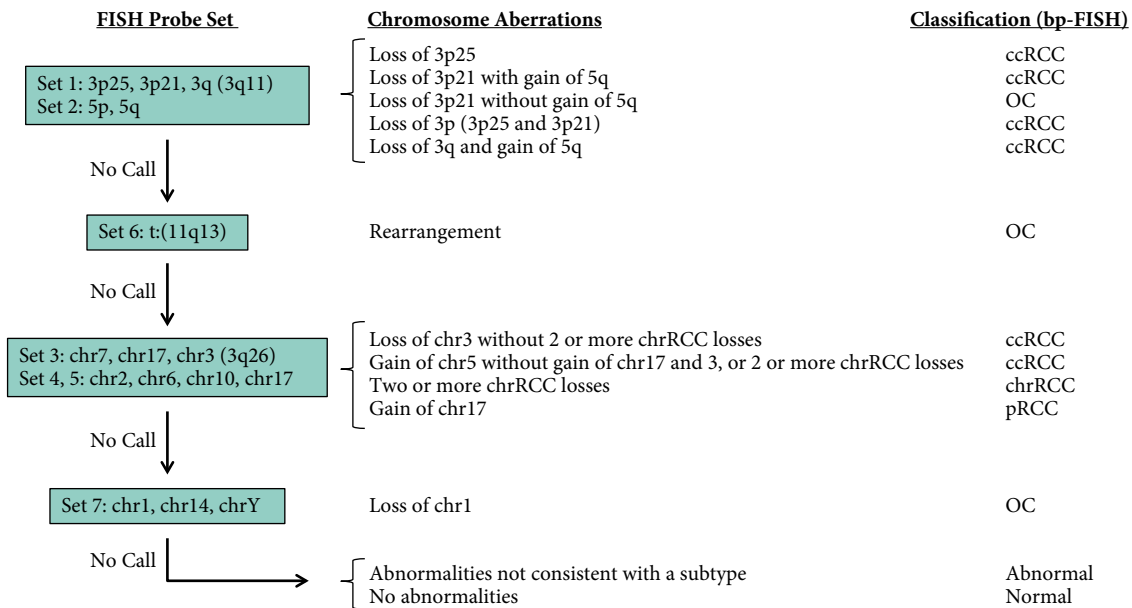 FISH Probe Set Chromosome Aberrations Classification (bp-FISH)
Set 1: 3p25, 3p21, 3q (3q11)
Set 2: 5p, 5q
Loss of 3p25 ccRCC
Loss of 3p21 with gain of 5q ccRCC
Loss of 3p21 without gain of 5q OC
Loss of 3p (3p25 and 3p21) ccRCC
Loss of 3q and gain of 5q ccRCC
No Call
Set 6: t:(11q13) Rearrangement OC
No Call
Set 3: chr7, chr17, chr3 (3q26)
Set 4, 5: chr2, chr6, chr10, chr17
Loss of chr3 without 2 or more chrRCC losses ccRCC
Gain of chr5 without gain of chr17 and 3, or 2 or more chrRCC losses ccRCC
Two or more chrRCC losses chrRCC
Gain of chr17 pRCC
No Call
Set 7: chr1, chr14, chrY Loss of chr1 OC
No Call
Abnormalities not consistent with a subtype Abnormal
No abnormalities Normal